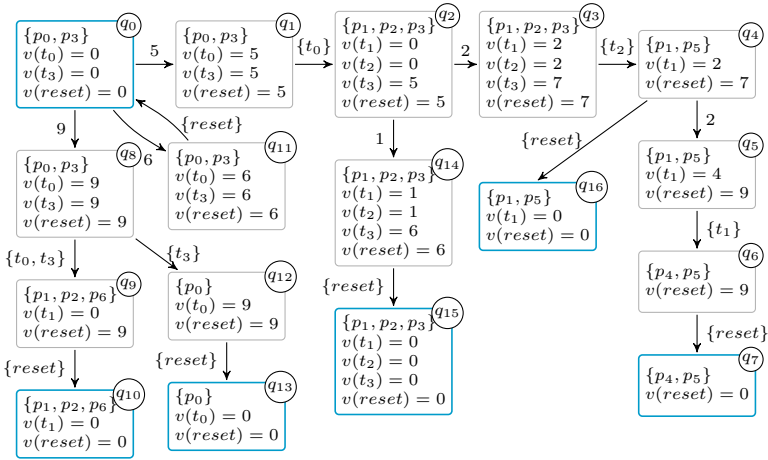 q0
{p0, p3}
v(t0) = 0
v(t3) = 0
v(reset) = 0
5
q1
{p0, p3}
v(t0) = 5
v(t3) = 5
v(reset) = 5
{t0}
q2
{p1, p2, p3}
v(t1) = 0
v(t2) = 0
v(t3) = 5
v(reset) = 5
2
q3
{p1, p2, p3}
v(t1) = 2
v(t2) = 2
v(t3) = 7
v(reset) = 7
{t2}
q4
{p1, p5}
v(t1) = 2
v(reset) = 7
9
6
{reset}
1
{reset}
2
q8
{p0, p3}
v(t0) = 9
v(t3) = 9
v(reset) = 9
q11
{p0, p3}
v(t0) = 6
v(t3) = 6
v(reset) = 6
q14
{p1, p2, p3}
v(t1) = 1
v(t2) = 1
v(t3) = 6
v(reset) = 6
q16
{p1, p5}
v(t1) = 0
v(reset) = 0
q5
{p1, p5}
v(t1) = 4
v(reset) = 9
{t0, t3}
{t3}
{reset}
{t1}
q9
{p1, p2, p6}
v(t1) = 0
v(reset) = 9
q12
{p0}
v(t0) = 9
v(reset) = 9
q15
{p1, p2, p3}
v(t1) = 0
v(t2) = 0
v(t3) = 0
v(reset) = 0
q6
{p4, p5}
v(reset) = 9
{reset}
{reset}
{reset}
q10
{p1, p2, p6}
v(t1) = 0
v(reset) = 0
q13
{p0}
v(t0) = 0
v(reset) = 0
q7
{p4, p5}
v(reset) = 0